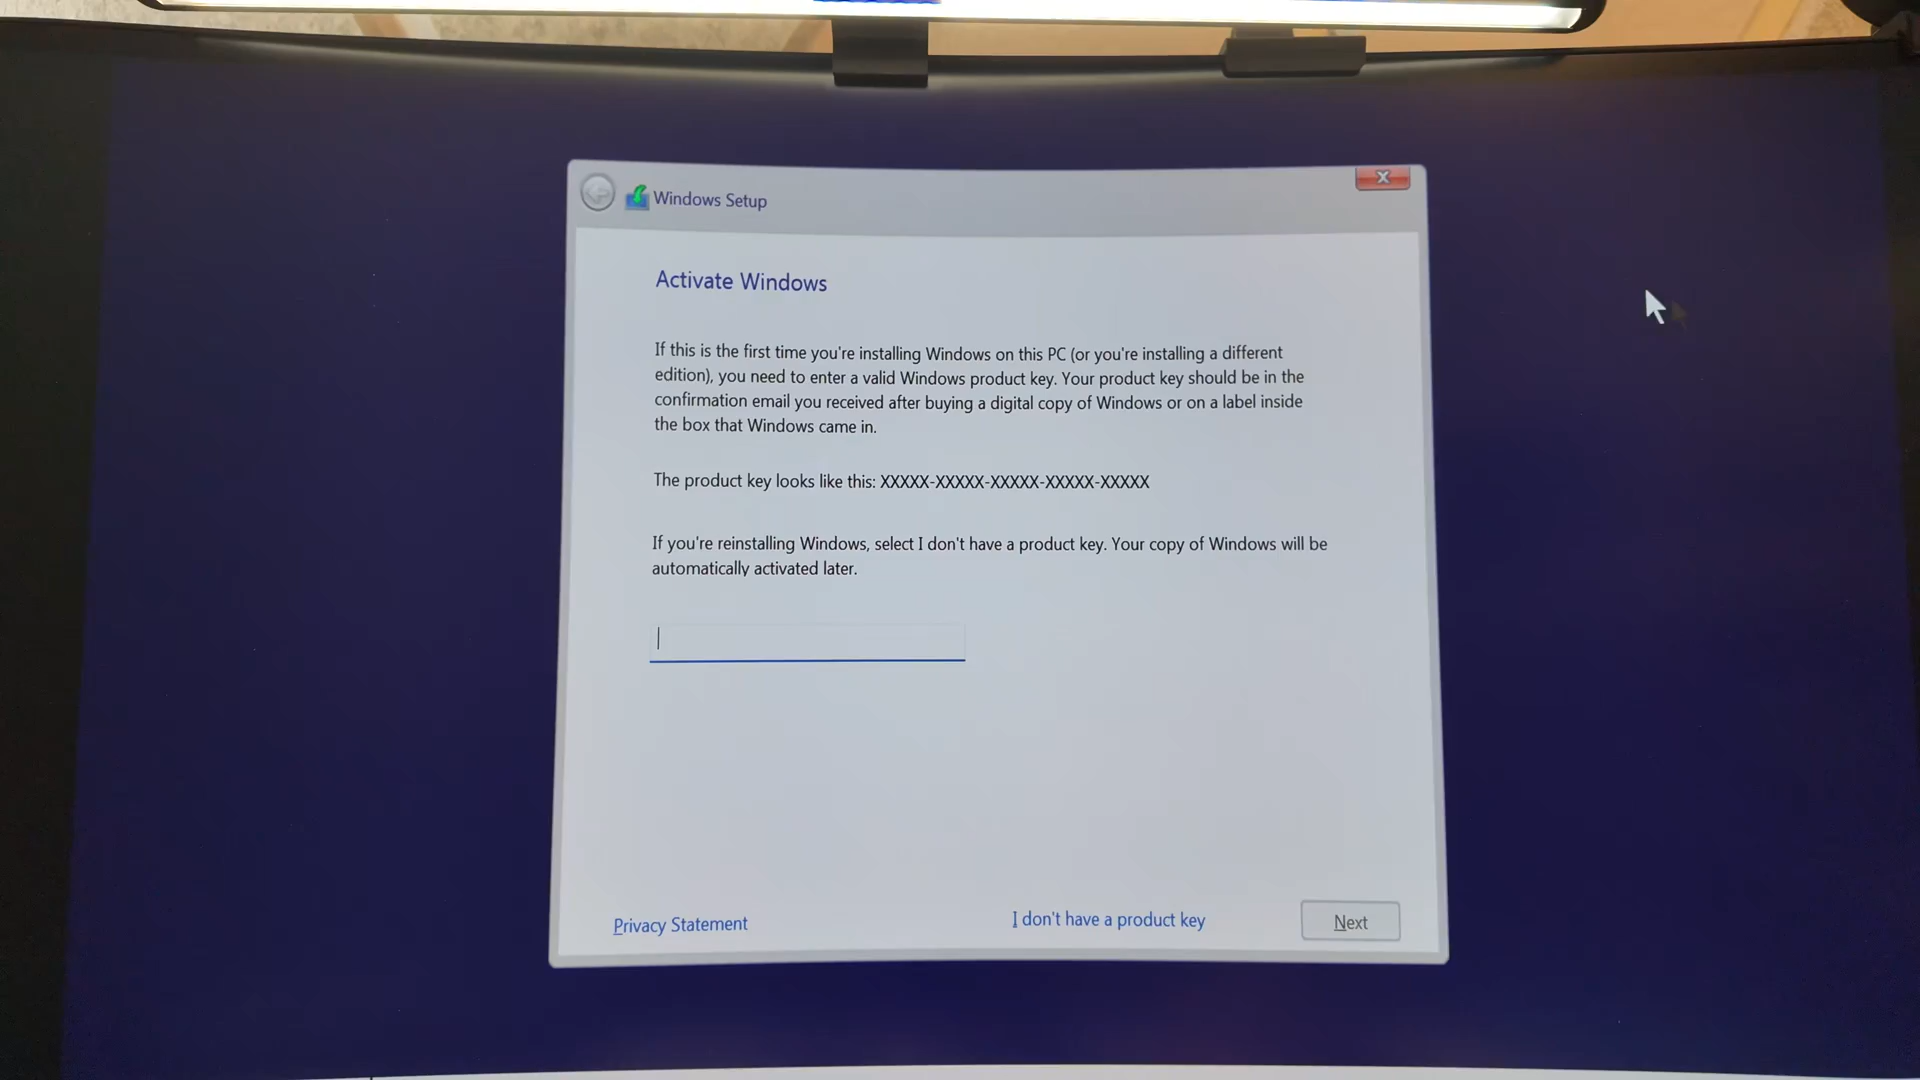 Windows Setup
Activate Windows
If this is the first time you're installing Windows on this PC (or you're installing a different
edition), you need to enter a valid Windows product key. Your product key should be in the
confirmation email you received after buying a digital copy of Windows or on a label inside
the box that Windows came in.
The product key looks like this: XXXXX-XXXXX-XXXXX-XXXXX-XXXXX
If you're reinstalling Windows, select I don't have a product key. Your copy of Windows will be
automatically activated later.
Privacy Statement
I don't have a product key
Next